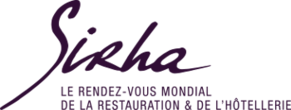 Sirha
LE RENDEZ-VOUS MONDIAL
DE LA RESTAURATION & DE L'HÔTELLERIE